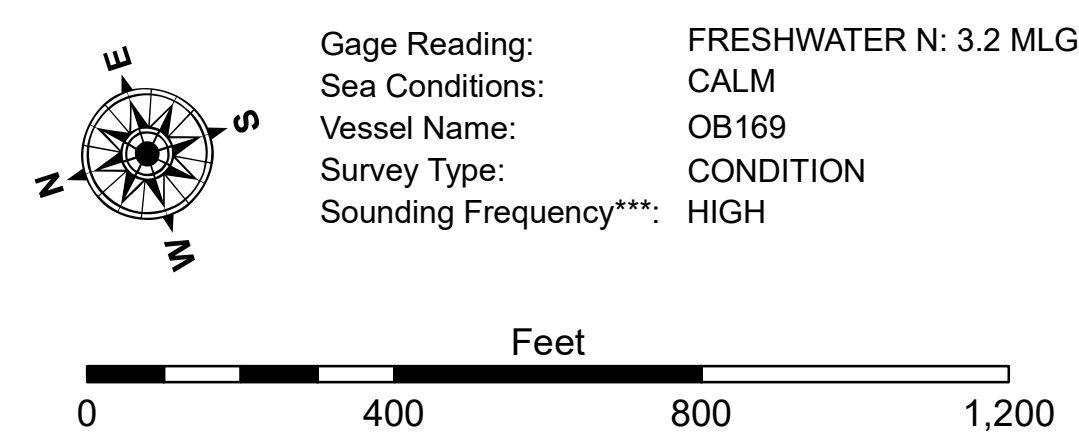 E
S
N
W
Gage Reading: FRESHWATER N: 3.2 MLG
Sea Conditions: CALM
Vessel Name: OB169
Survey Type: CONDITION
Sounding Frequency***: HIGH
Feet
0 400 800 1,200